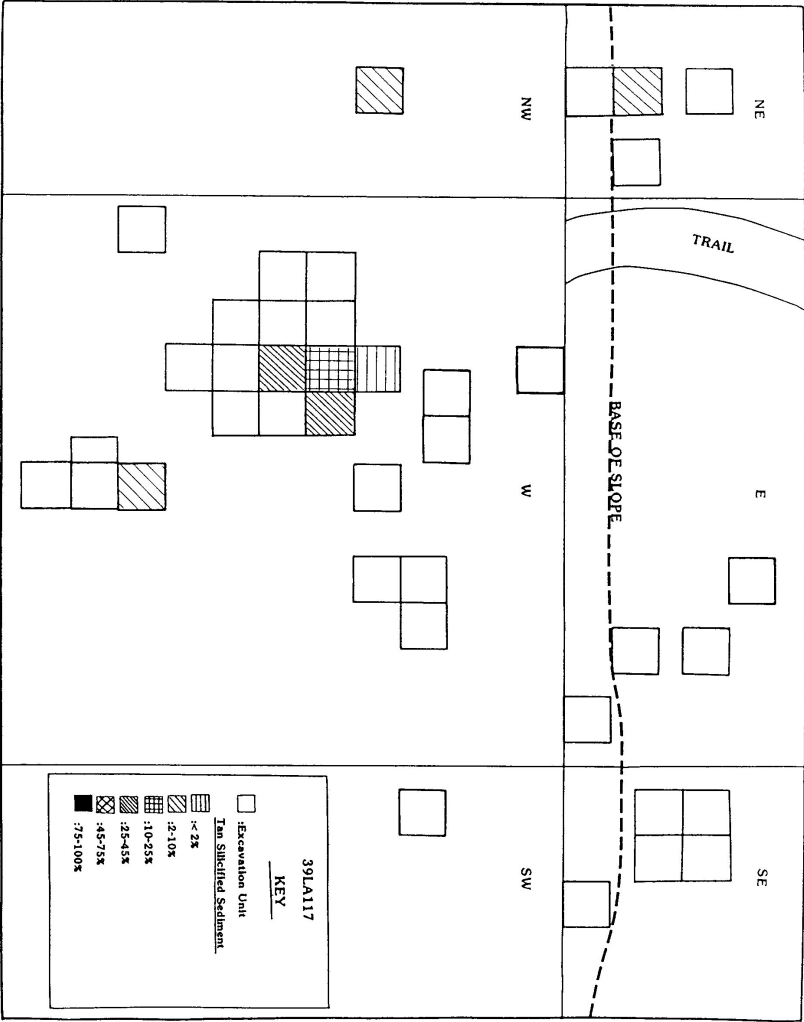 NW
NE
TRAIL
BASE OF SLOPE
W
E
SW
SE
39LA117
KEY
:Excavation Unit
Tan Silicified Sediment
:< 2%
:2-10%
:10-25%
:25-45%
:45-75%
:75-100%